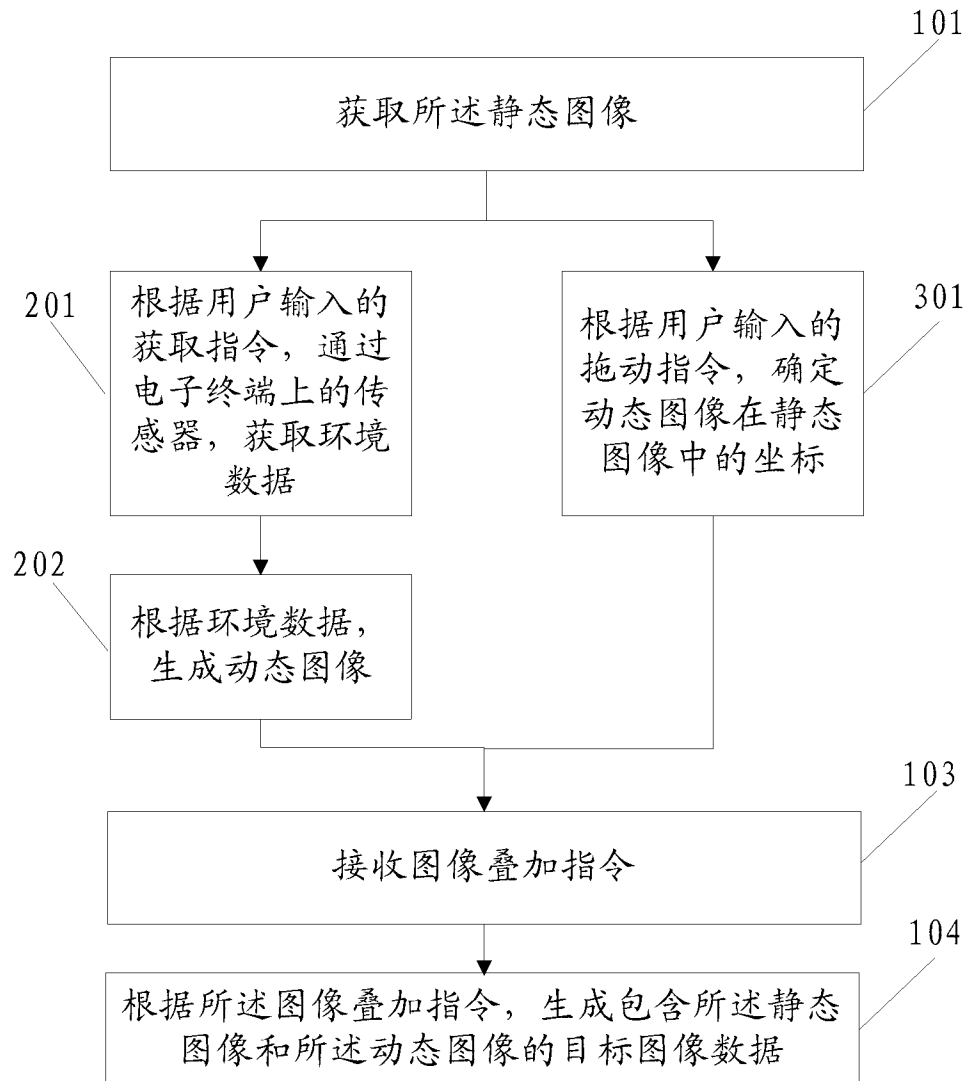 101
获取所述静态图像
201
根据用户输入的
获取指令，通过
电子终端上的传
感器，获取环境
数据
301
根据用户输入的
拖动指令，确定
动态图像在静态
图像中的坐标
202
根据环境数据，
生成动态图像
103
接收图像叠加指令
104
根据所述图像叠加指令，生成包含所述静态
图像和所述动态图像的目标图像数据